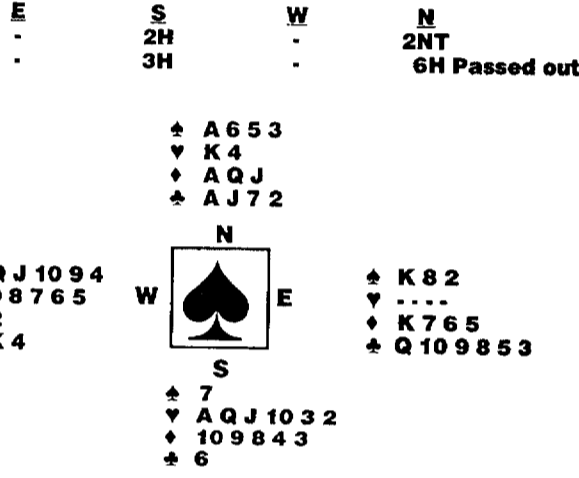 E S W N
- 2H - 2NT
- 3H - 6H Passed out
♠ A 6 5 3
♥ K 4
♦ A Q J
♣ A J 7 2
N
Q J 10 9 4
9 8 7 6 5
2
K 4
W E
♠ K 8 2
♥ - - - -
♦ K 7 6 5
♣ Q 10 9 8 5 3
S
♠ 7
♥ A Q J 10 3 2
♦ 10 9 8 4 3
♣ 6